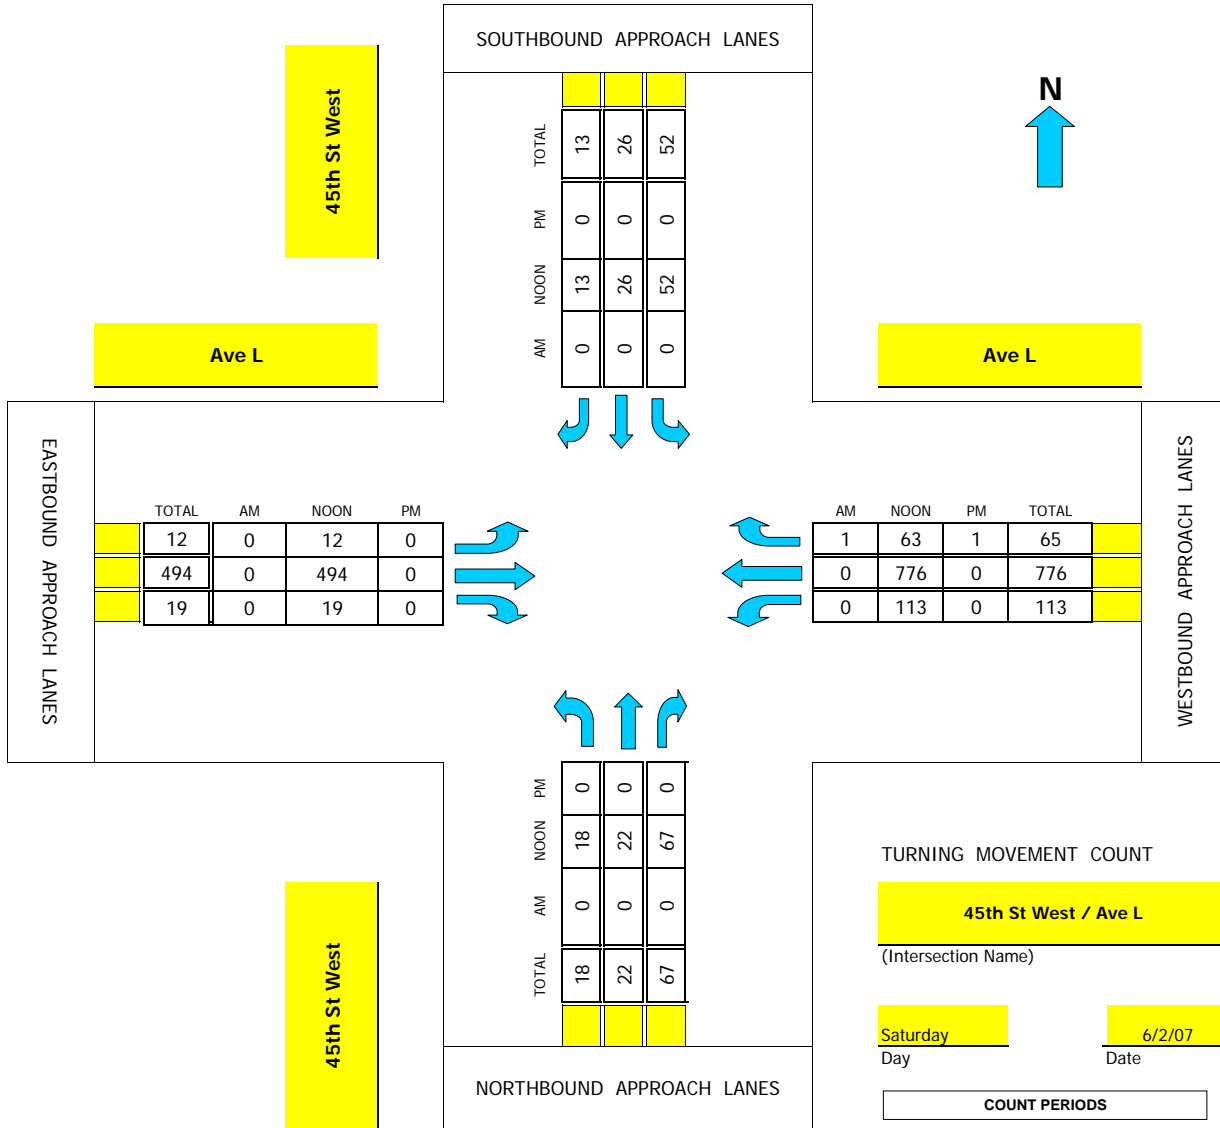 SOUTHBOUND APPROACH LANES
N
45th St West
TOTAL 13 26 52
PM 0 0 0
NOON 13 26 52
AM 0 0 0
Ave L
Ave L
EASTBOUND APPROACH LANES
TOTAL AM NOON PM
12 0 12 0
494 0 494 0
19 0 19 0
AM NOON PM TOTAL
1 63 1 65
0 776 0 776
0 113 0 113
WESTBOUND APPROACH LANES
PM 0 0 0
NOON 18 22 67
AM 0 0 0
TOTAL 18 22 67
45th St West
NORTHBOUND APPROACH LANES
TURNING MOVEMENT COUNT
45th St West / Ave L
(Intersection Name)
Saturday 6/2/07
Day Date
COUNT PERIODS